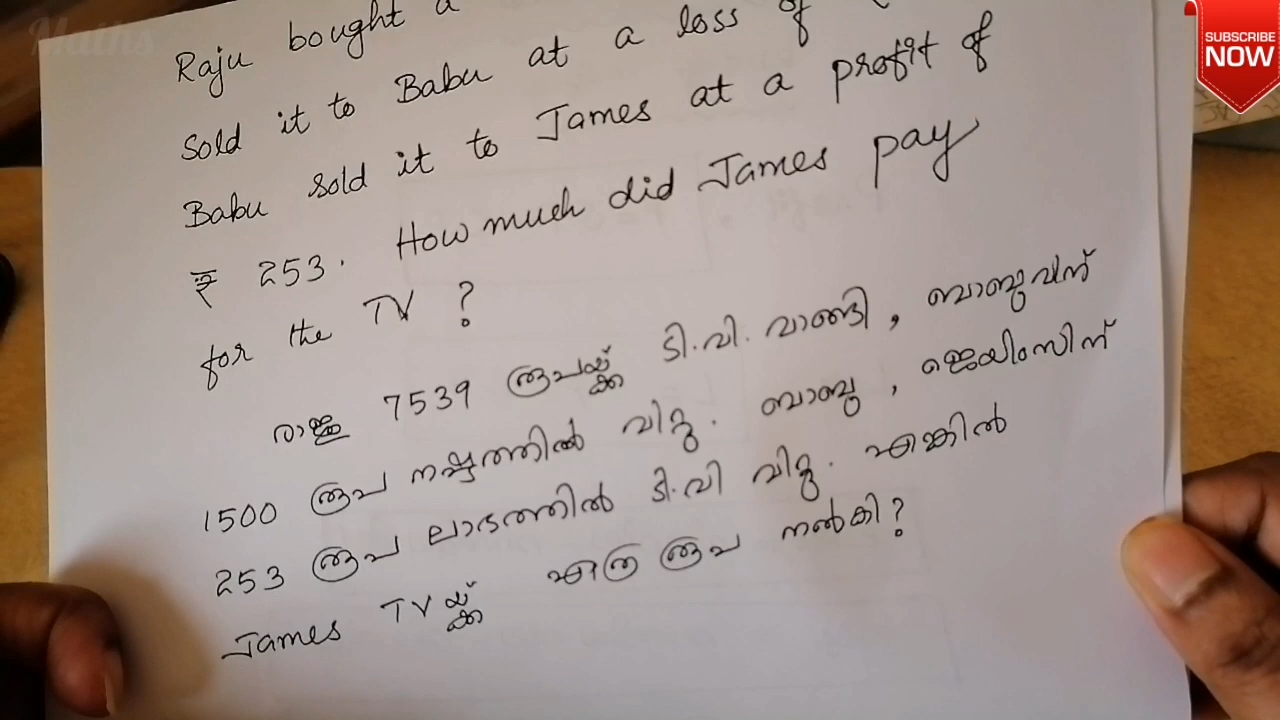 Maths
SUBSCRIBE
NOW
Raju bought a
Sold it to Babu at a loss of
Babu sold it to James at a profit of
₹ 253. How much did James pay
for the TV ?
രാജു 7539 രൂപയ്ക്ക് ടി.വി. വാങ്ങി, ബാബുവിന്
1500 രൂപ നഷ്ടത്തിൽ വിറ്റു. ബാബു, ജെയിംസിന്
253 രൂപ ലാഭത്തിൽ ടി.വി വിറ്റു. എങ്കിൽ
James TV യ്ക്ക് എത്ര രൂപ നൽകി?